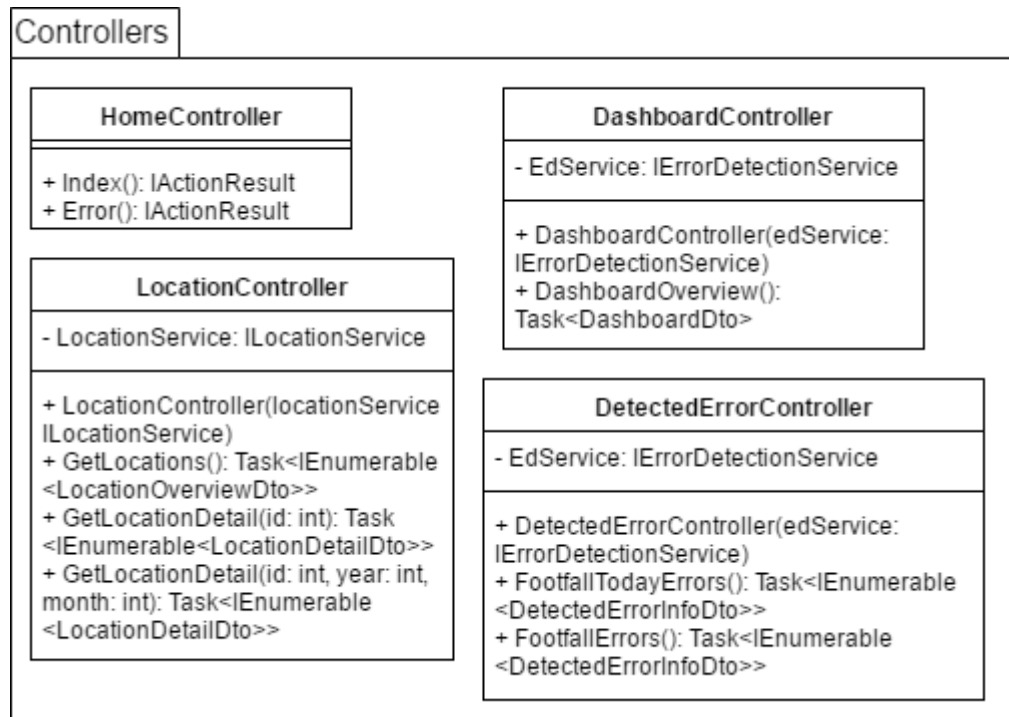 Controllers
HomeController
+ Index(): IActionResult
+ Error(): IActionResult
LocationController
- LocationService: ILocationService
+ LocationController(locationService
ILocationService)
+ GetLocations(): Task<IEnumerable
<LocationOverviewDto>>
+ GetLocationDetail(id: int): Task
<IEnumerable<LocationDetailDto>>
+ GetLocationDetail(id: int, year: int,
month: int): Task<IEnumerable
<LocationDetailDto>>
DashboardController
- EdService: IErrorDetectionService
+ DashboardController(edService:
IErrorDetectionService)
+ DashboardOverview():
Task<DashboardDto>
DetectedErrorController
- EdService: IErrorDetectionService
+ DetectedErrorController(edService:
IErrorDetectionService)
+ FootfallTodayErrors(): Task<IEnumerable
<DetectedErrorInfoDto>>
+ FootfallErrors(): Task<IEnumerable
<DetectedErrorInfoDto>>